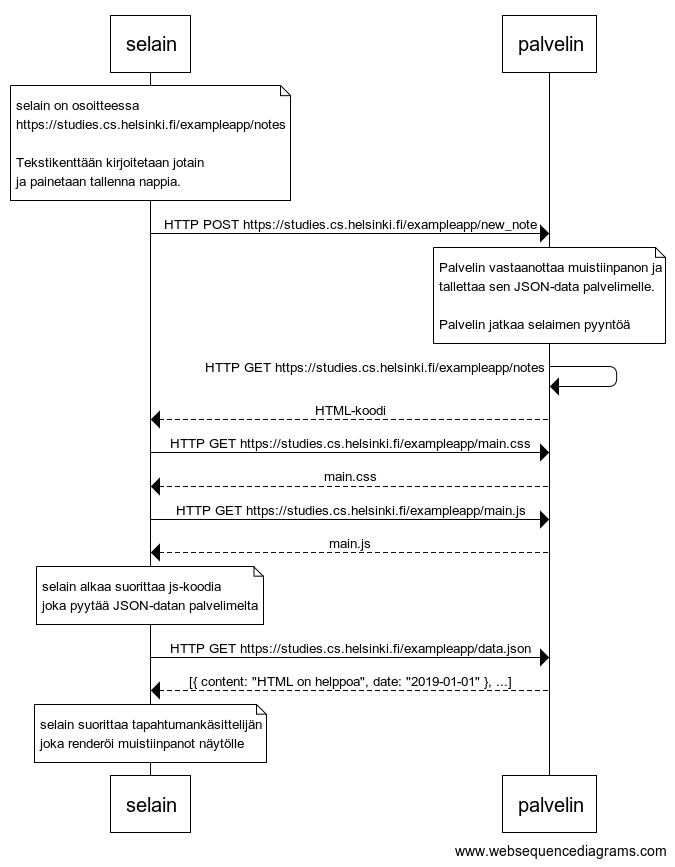 selain
palvelin
selain on osoitteessa
https://studies.cs.helsinki.fi/exampleapp/notes
Tekstikenttään kirjoitetaan jotain
ja painetaan tallenna nappia.
HTTP POST https://studies.cs.helsinki.fi/exampleapp/new_note
Palvelin vastaanottaa muistiinpanon ja
tallettaa sen JSON-data palvelimelle.
Palvelin jatkaa selaimen pyyntöä
HTTP GET https://studies.cs.helsinki.fi/exampleapp/notes
HTML-koodi
HTTP GET https://studies.cs.helsinki.fi/exampleapp/main.css
main.css
HTTP GET https://studies.cs.helsinki.fi/exampleapp/main.js
main.js
selain alkaa suorittaa js-koodia
joka pyytää JSON-datan palvelimelta
HTTP GET https://studies.cs.helsinki.fi/exampleapp/data.json
[{ content: "HTML on helppoa", date: "2019-01-01" }, ...]
selain suorittaa tapahtumankäsittelijän
joka renderöi muistiinpanot näytölle
selain
palvelin
www.websequencediagrams.com